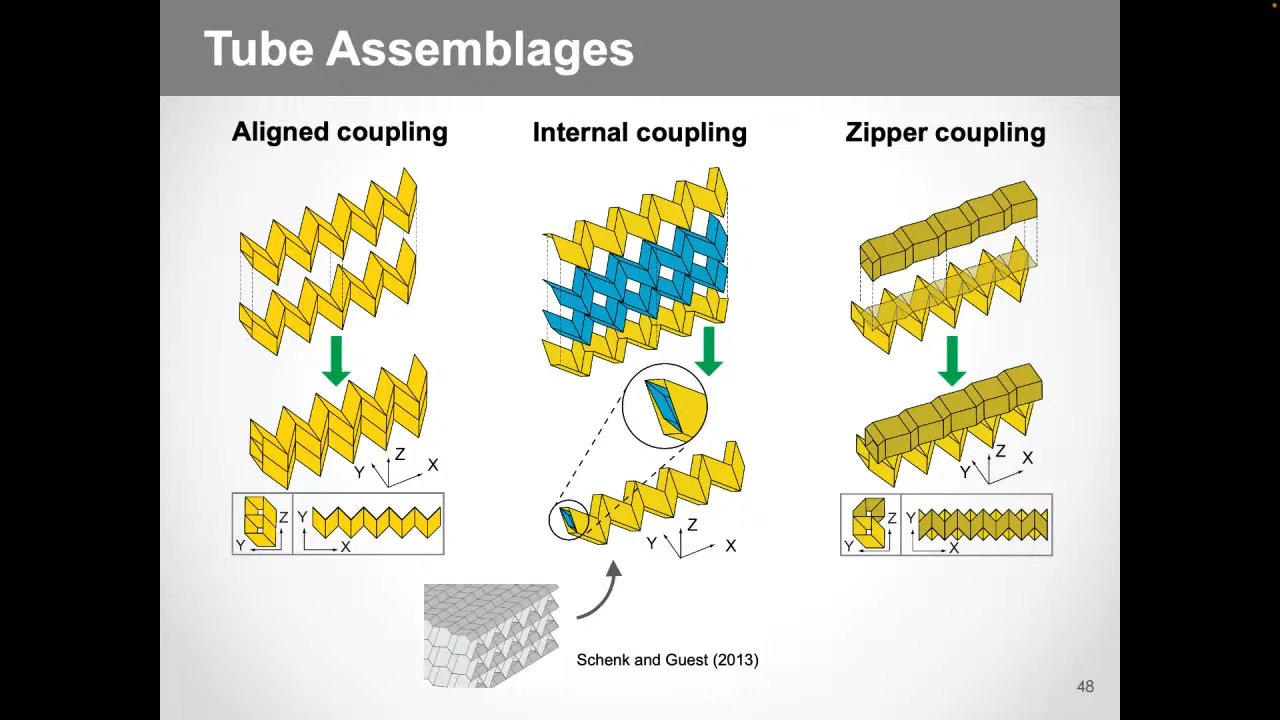 Tube Assemblages
Aligned coupling
Internal coupling
Zipper coupling
Z
Y
X
Z
Y
X
Z
Y
X
Z
Y
Y
X
Z
Y
Y
X
Schenk and Guest (2013)
48